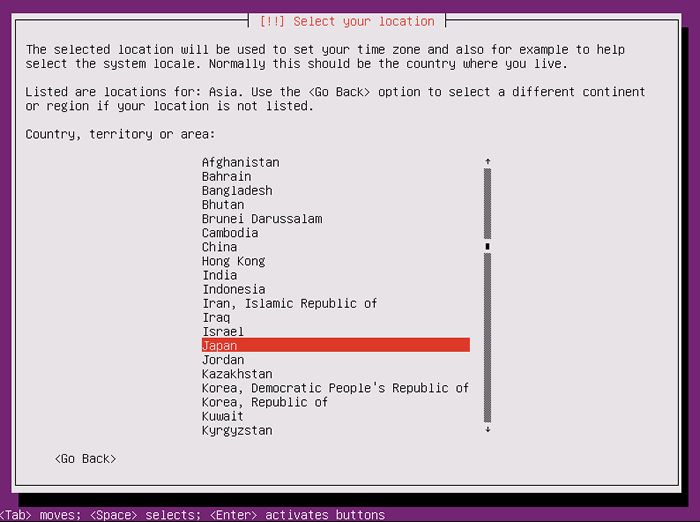 [!!] Select your location
The selected location will be used to set your time zone and also for example to help
select the system locale. Normally this should be the country where you live.
Listed are locations for: Asia. Use the <Go Back> option to select a different continent
or region if your location is not listed.
Country, territory or area:
Afghanistan
Bahrain
Bangladesh
Bhutan
Brunei Darussalam
Cambodia
China
Hong Kong
India
Indonesia
Iran, Islamic Republic of
Iraq
Israel
Japan
Jordan
Kazakhstan
Korea, Democratic People's Republic of
Korea, Republic of
Kuwait
Kyrgyzstan
<Go Back>
<Tab> moves; <Space> selects; <Enter> activates buttons